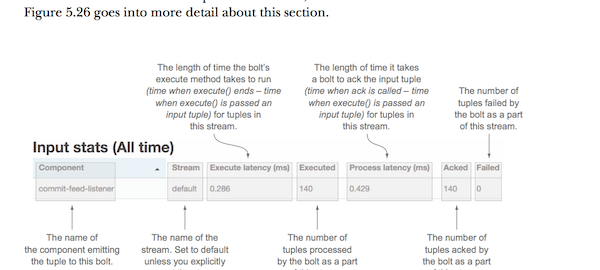 Figure 5.26 goes into more detail about this section.
The length of time the bolt's
execute method takes to run
(time when execute() ends – time
when execute() is passed an
input tuple) for tuples in
this stream.
The length of time it takes
a bolt to ack the input tuple
(time when ack is called – time
when execute() is passed an
input tuple) for tuples in
this stream.
The number of
tuples failed by
the bolt as a part
of this stream.
Input stats (All time)
Component Stream Execute latency (ms) Executed Process latency (ms) Acked Failed
commit-feed-listener default 0.286 140 0.429 140 0
The name of
the component emitting
the tuple to this bolt.
The name of the
stream. Set to default
unless you explicitly
The number of
tuples processed
by the bolt as a part
The number of
tuples acked by
the bolt as a part